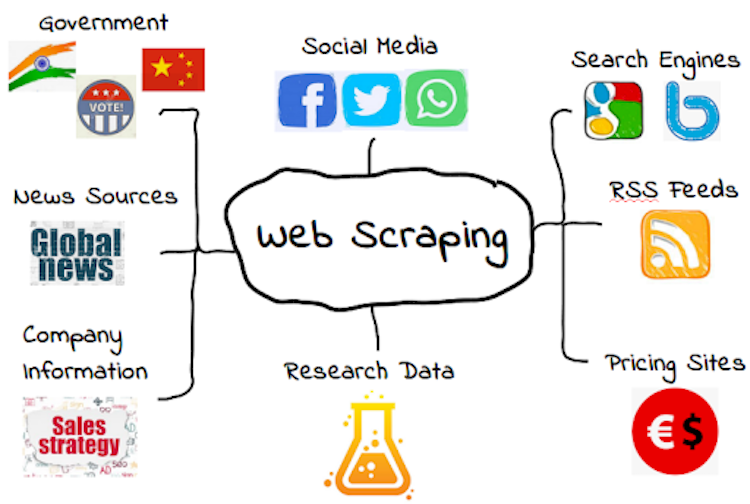 Government
VOTE!
Social Media
Search Engines
News Sources
Global
news
Web Scraping
RSS Feeds
Company
Information
Sales
strategy
Research Data
Pricing Sites
€$